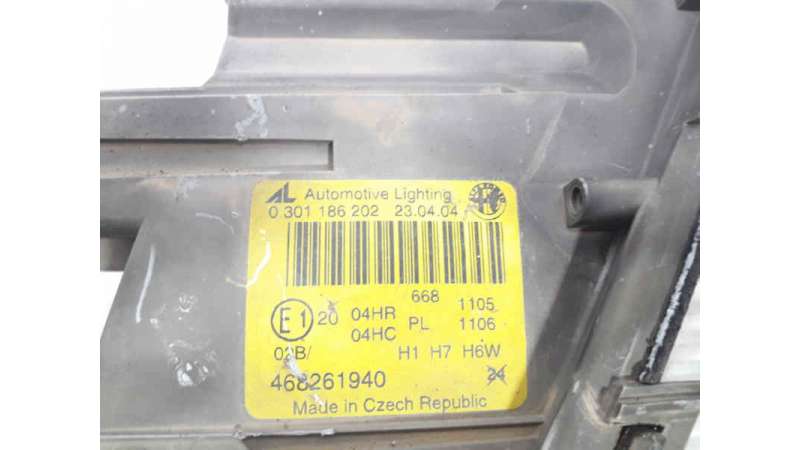 AL Automotive Lighting
0 301 186 202 23.04.04
668
E1 20 04HR PL 1105
04HC 1106
02B/ H1 H7 H6W
468261940 24
Made in Czech Republic